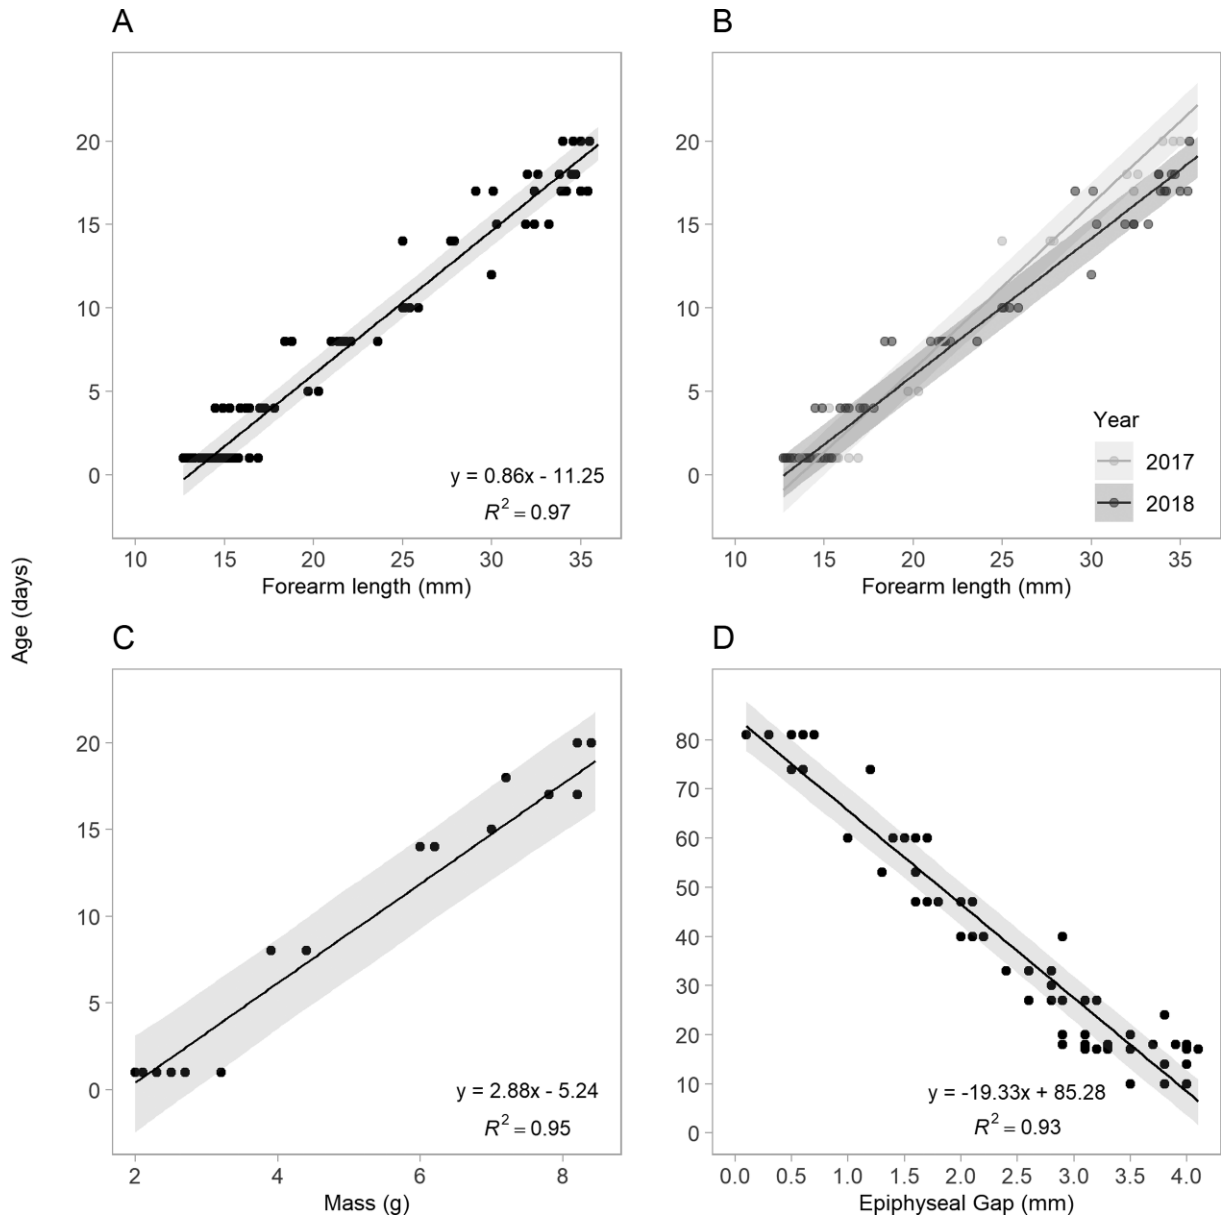 A
20
15
10
5
0
y = 0.86x - 11.25
R² = 0.97
10 15 20 25 30 35
Forearm length (mm)
B
20
15
10
5
0
Year
2017
2018
10 15 20 25 30 35
Forearm length (mm)
Age (days)
C
20
15
10
5
0
y = 2.88x - 5.24
R² = 0.95
2 4 6 8
Mass (g)
D
80
70
60
50
40
30
20
10
0
y = -19.33x + 85.28
R² = 0.93
0.0 0.5 1.0 1.5 2.0 2.5 3.0 3.5 4.0
Epiphyseal Gap (mm)